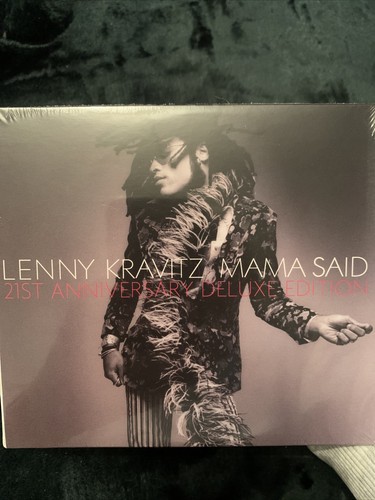 LENNY KRAVITZ MAMA SAID
21ST ANNIVERSARY DELUXE EDITION